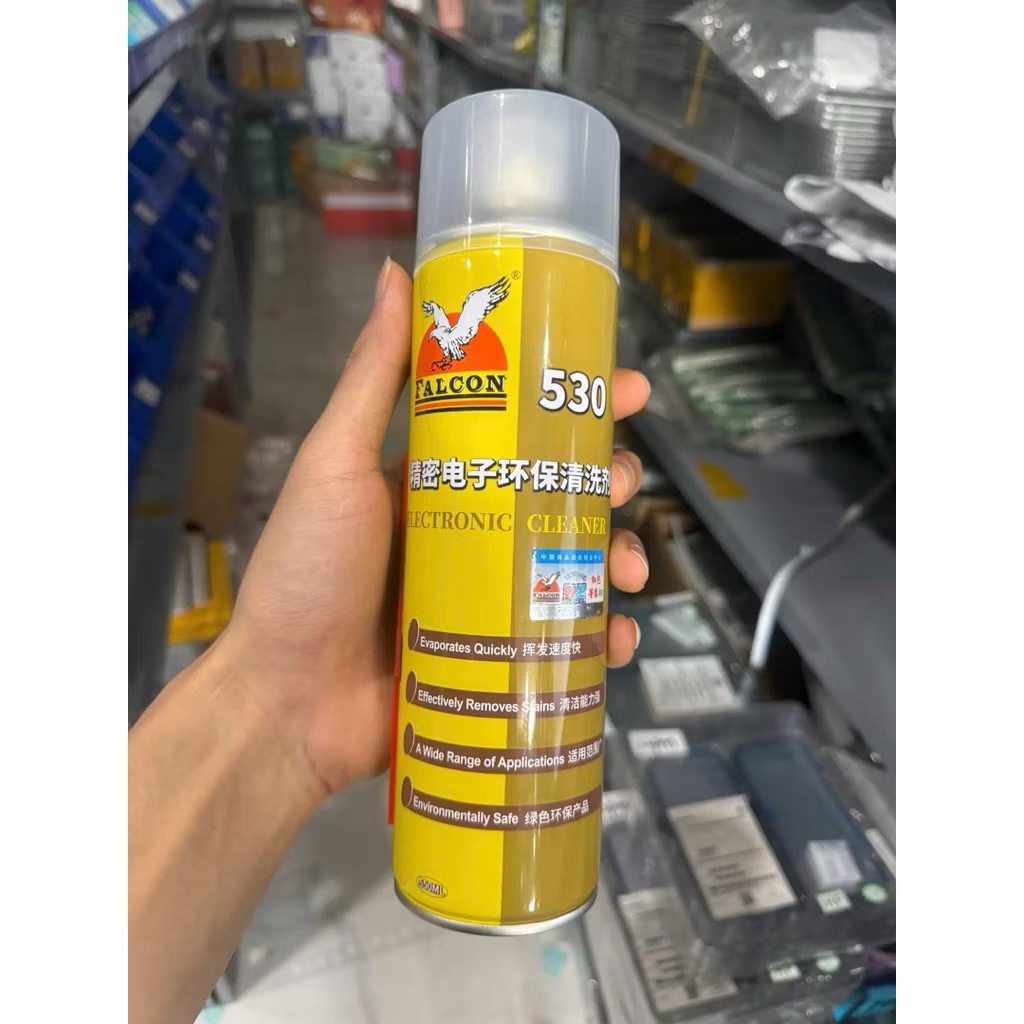 ®
FALCON
530
精密电子环保清洗剂
ELECTRONIC CLEANER
FALCON
Evaporates Quickly 挥发速度快
Effectively Removes Stains 清洁能力强
A Wide Range of Applications 适用范围广
Environmentally Safe 绿色环保产品
550ML